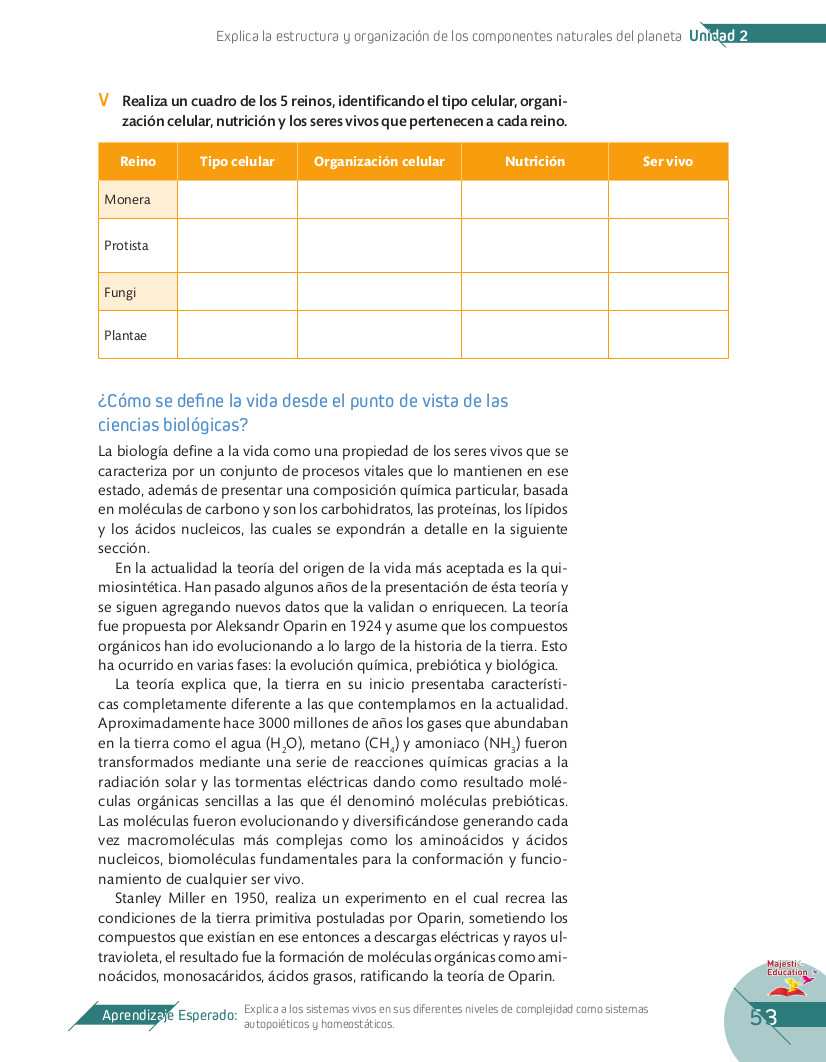 Explica la estructura y organización de los componentes naturales del planeta Unidad 2
V Realiza un cuadro de los 5 reinos, identificando el tipo celular, organi-
zación celular, nutrición y los seres vivos que pertenecen a cada reino.
Reino Tipo celular Organización celular Nutrición Ser vivo
Monera
Protista
Fungi
Plantae
¿Cómo se define la vida desde el punto de vista de las
ciencias biológicas?
La biología define a la vida como una propiedad de los seres vivos que se
caracteriza por un conjunto de procesos vitales que lo mantienen en ese
estado, además de presentar una composición química particular, basada
en moléculas de carbono y son los carbohidratos, las proteínas, los lípidos
y los ácidos nucleicos, las cuales se expondrán a detalle en la siguiente
sección.
En la actualidad la teoría del origen de la vida más aceptada es la qui-
miosintética. Han pasado algunos años de la presentación de ésta teoría y
se siguen agregando nuevos datos que la validan o enriquecen. La teoría
fue propuesta por Aleksandr Oparin en 1924 y asume que los compuestos
orgánicos han ido evolucionando a lo largo de la historia de la tierra. Esto
ha ocurrido en varias fases: la evolución química, prebiótica y biológica.
La teoría explica que, la tierra en su inicio presentaba característi-
cas completamente diferente a las que contemplamos en la actualidad.
Aproximadamente hace 3000 millones de años los gases que abundaban
en la tierra como el agua (H₂O), metano (CH₄) y amoniaco (NH₃) fueron
transformados mediante una serie de reacciones químicas gracias a la
radiación solar y las tormentas eléctricas dando como resultado molé-
culas orgánicas sencillas a las que él denominó moléculas prebióticas.
Las moléculas fueron evolucionando y diversificándose generando cada
vez macromoléculas más complejas como los aminoácidos y ácidos
nucleicos, biomoléculas fundamentales para la conformación y funcio-
namiento de cualquier ser vivo.
Stanley Miller en 1950, realiza un experimento en el cual recrea las
condiciones de la tierra primitiva postuladas por Oparin, sometiendo los
compuestos que existían en ese entonces a descargas eléctricas y rayos ul-
travioleta, el resultado fue la formación de moléculas orgánicas como ami-
noácidos, monosacáridos, ácidos grasos, ratificando la teoría de Oparin.
Majestic
Education
Aprendizaje Esperado: Explica a los sistemas vivos en sus diferentes niveles de complejidad como sistemas
autopoiéticos y homeostáticos.
53